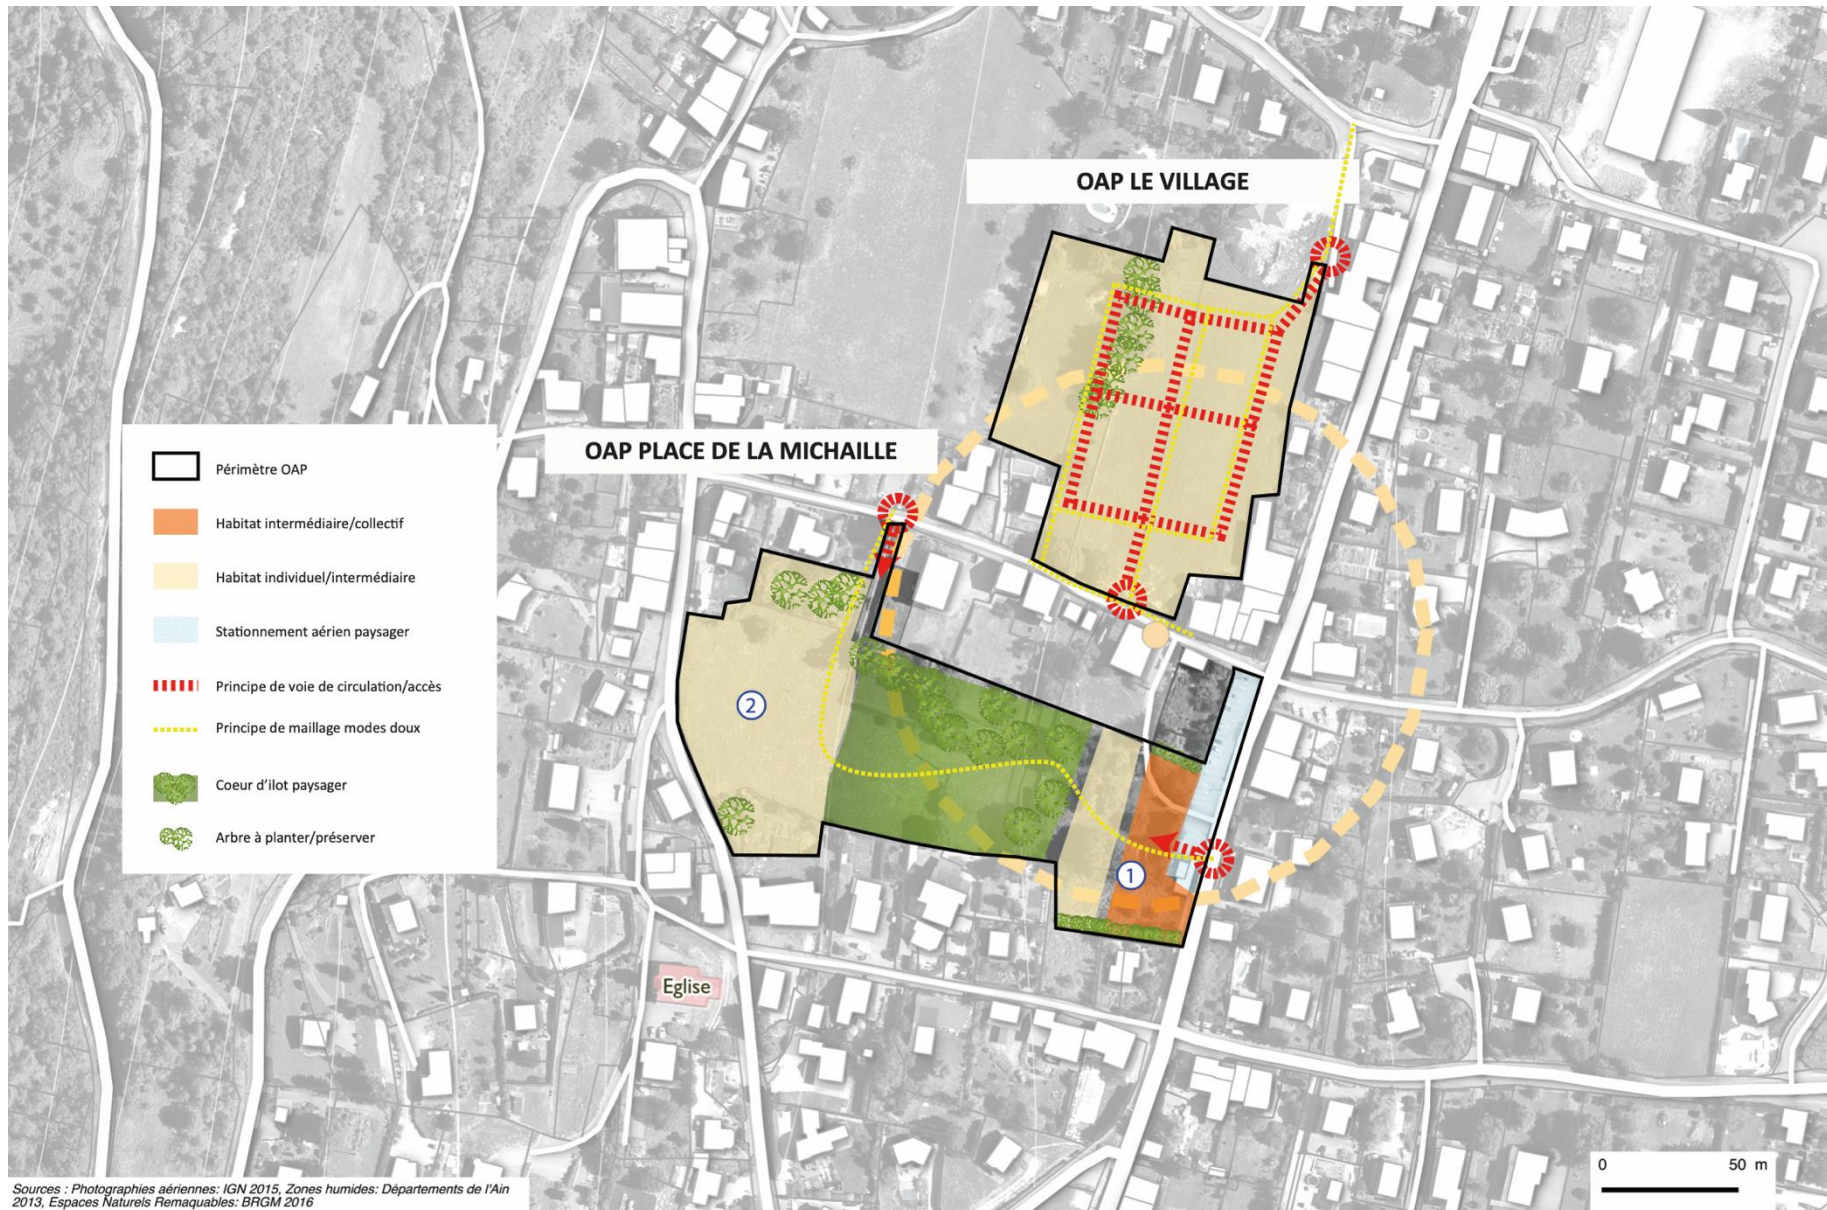 OAP LE VILLAGE
OAP PLACE DE LA MICHAILLE
Périmètre OAP
Habitat intermédiaire/collectif
Habitat individuel/intermédiaire
Stationnement aérien paysager
Principe de voie de circulation/accès
Principe de maillage modes doux
Coeur d'ilot paysager
Arbre à planter/préserver
2
1
Eglise
0 50 m
Sources : Photographies aériennes: IGN 2015, Zones humides: Départements de l'Ain
2013, Espaces Naturels Remaquables: BRGM 2016